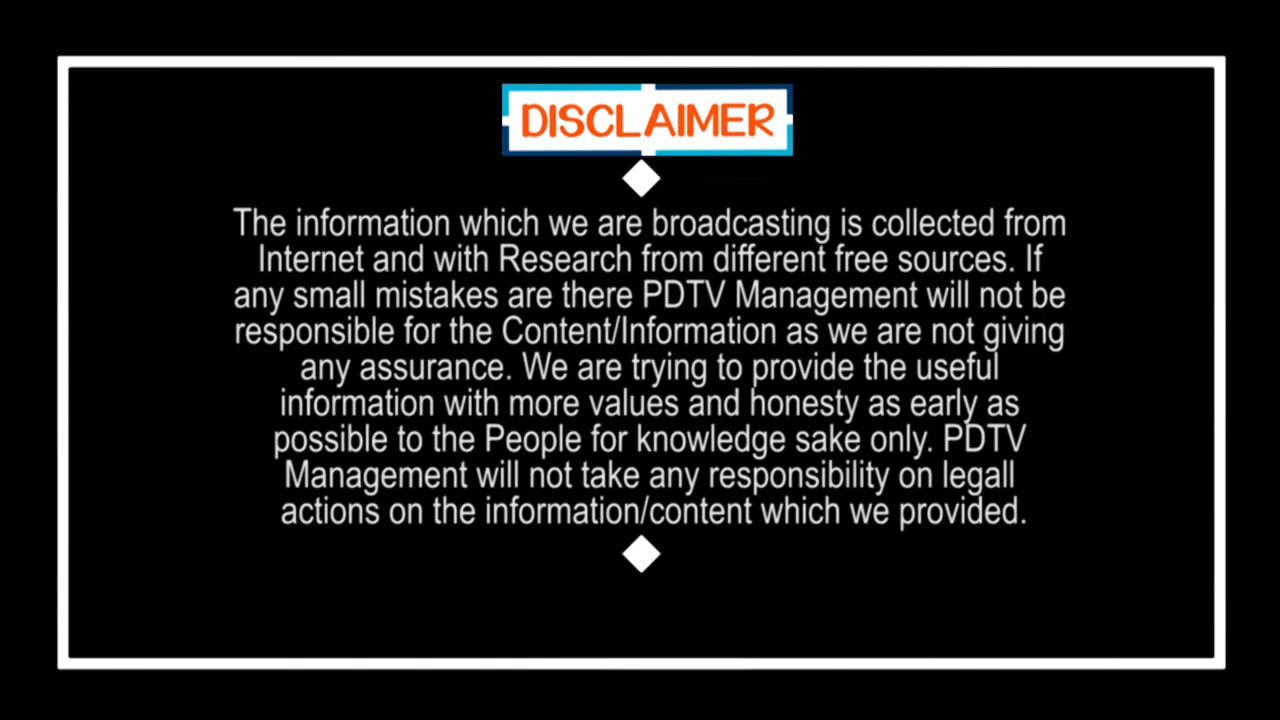 DISCLAIMER
The information which we are broadcasting is collected from
Internet and with Research from different free sources. If
any small mistakes are there PDTV Management will not be
responsible for the Content/Information as we are not giving
any assurance. We are trying to provide the useful
information with more values and honesty as early as
possible to the People for knowledge sake only. PDTV
Management will not take any responsibility on legall
actions on the information/content which we provided.